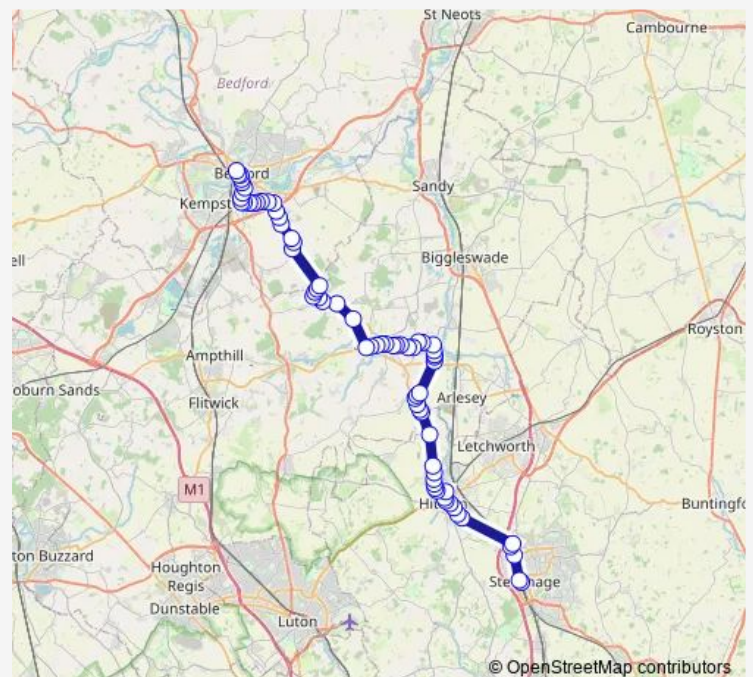 St Neots
Cambourne
Bedford
Bedford
Kempst
Sandy
Biggleswade
ell
Royston
Ampthill
oburn Sands
Flitwick
Arlesey
Letchworth
M1
Hit
Buntingfo
ton Buzzard
Houghton
Regis
Stevenage
Dunstable
Luton
© OpenStreetMap contributors